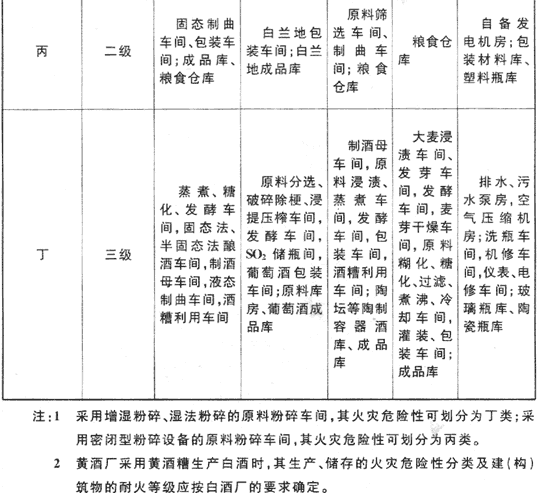 丙
二级
固态制曲
车间、包装车
间;成品库、
粮食仓库
白兰地包
装车间;白兰
地成品库
原料筛
选车间、
制曲车
间;粮食
仓库
粮食仓
库
自备发
电机房;包
装材料库、
塑料瓶库
丁
三级
蒸煮、糖
化、发酵车
间,固态法、
半固态法酿
酒车间,制酒
母车间,液态
制曲车间,酒
糟利用车间
原料分选、
破碎除梗、浸
提压榨车间,
发酵车间,
SO₂储瓶间,
葡萄酒包装
车间;原料库
房、葡萄酒成
品库
制酒母
车间,原
料浸渍、
蒸煮车
间,发酵
车间,包
装车间,
酒糟利用
车间;陶
坛等陶制
容器酒
库、成品
库
大麦浸
渍车间、
发芽车
间,发酵
车间,麦
芽干燥车
间,原料
糊化、糖
化、过滤、
煮沸、冷
却车间,
灌装、包
装车间;
成品库
排水、污
水泵房,空
气压缩机
房;洗瓶车
间,机修车
间,仪表、电
修车间;玻
璃瓶库、陶
瓷瓶库
注:1 采用增湿粉碎、湿法粉碎的原料粉碎车间,其火灾危险性可划分为丁类;采
用密闭型粉碎设备的原料粉碎车间,其火灾危险性可划分为丙类。
2 黄酒厂采用黄酒糟生产白酒时,其生产、储存的火灾危险性分类及建(构)
筑物的耐火等级应按白酒厂的要求确定。